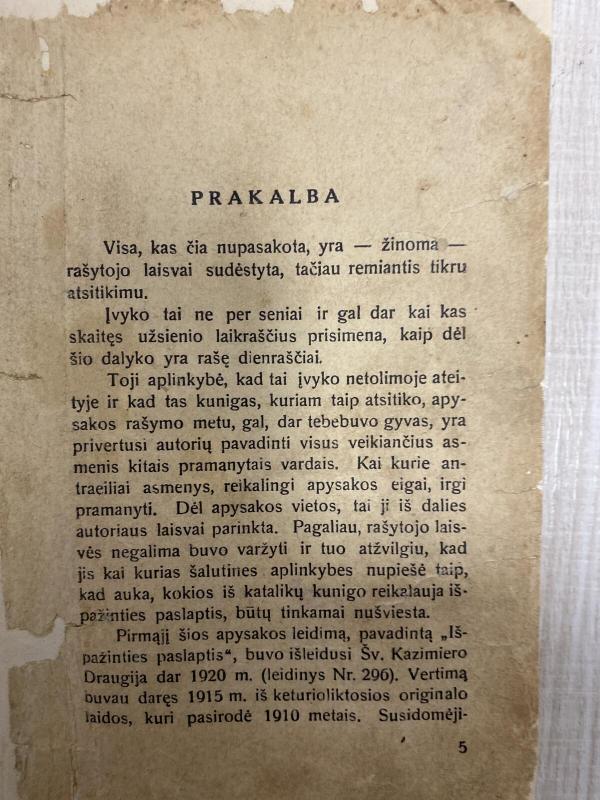 PRAKALBA
Visa, kas čia nupasakota, yra — žinoma —
rašytojo laisvai sudėstyta, tačiau remiantis tikru
atsitikimu.
Įvyko tai ne per seniai ir gal dar kai kas
skaitęs užsienio laikraščius prisimena, kaip dėl
šio dalyko yra rašę dienraščiai.
Toji aplinkybė, kad tai įvyko netolimoje atei-
tyje ir kad tas kunigas, kuriam taip atsitiko, apy-
sakos rašymo metu, gal, dar tebebuvo gyvas, yra
privertusi autorių pavadinti visus veikiančius as-
menis kitais pramanytais vardais. Kai kurie an-
traeiliai asmenys, reikalingi apysakos eigai, irgi
pramanyti. Dėl apysakos vietos, tai ji iš dalies
autoriaus laisvai parinkta. Pagaliau, rašytojo lais-
vės negalima buvo varžyti ir tuo atžvilgiu, kad
jis kai kurias šalutines aplinkybes nupiešė taip,
kad auka, kokios iš katalikų kunigo reikalauja iš-
pažinties paslaptis, būtų tinkamai nušviesta.
Pirmąjį šios apysakos leidimą, pavadintą „Iš-
pažinties paslaptis“, buvo išleidusi Šv. Kazimiero
Draugija dar 1920 m. (leidinys Nr. 296). Vertimą
buvau daręs 1915 m. iš keturioliktosios originalo
laidos, kuri pasirodė 1910 metais. Susidomėji-
5